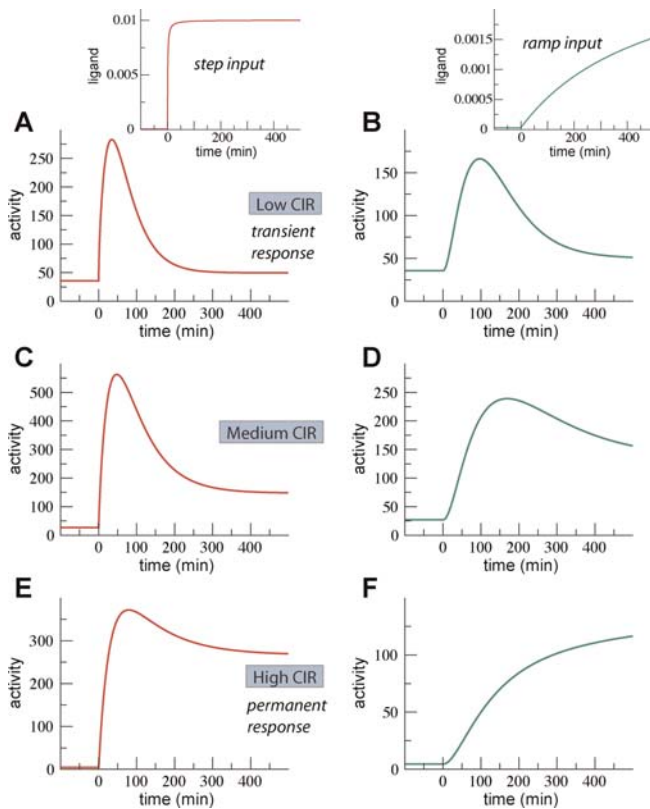 0.01
0.005
0
ligand
step input
0 200 400
time (min)
0.0015
0.001
0.0005
0
ligand
ramp input
0 200 400
time (min)
A
250
200
150
100
50
0
activity
Low CIR
transient
response
0 100 200 300 400
time (min)
B
150
100
50
0
activity
0 100 200 300 400
time (min)
C
500
400
300
200
100
0
activity
Medium CIR
0 100 200 300 400
time (min)
D
250
200
150
100
50
0
activity
0 100 200 300 400
time (min)
E
300
200
100
0
activity
High CIR
permanent
response
0 100 200 300 400
time (min)
F
100
50
0
activity
0 100 200 300 400
time (min)